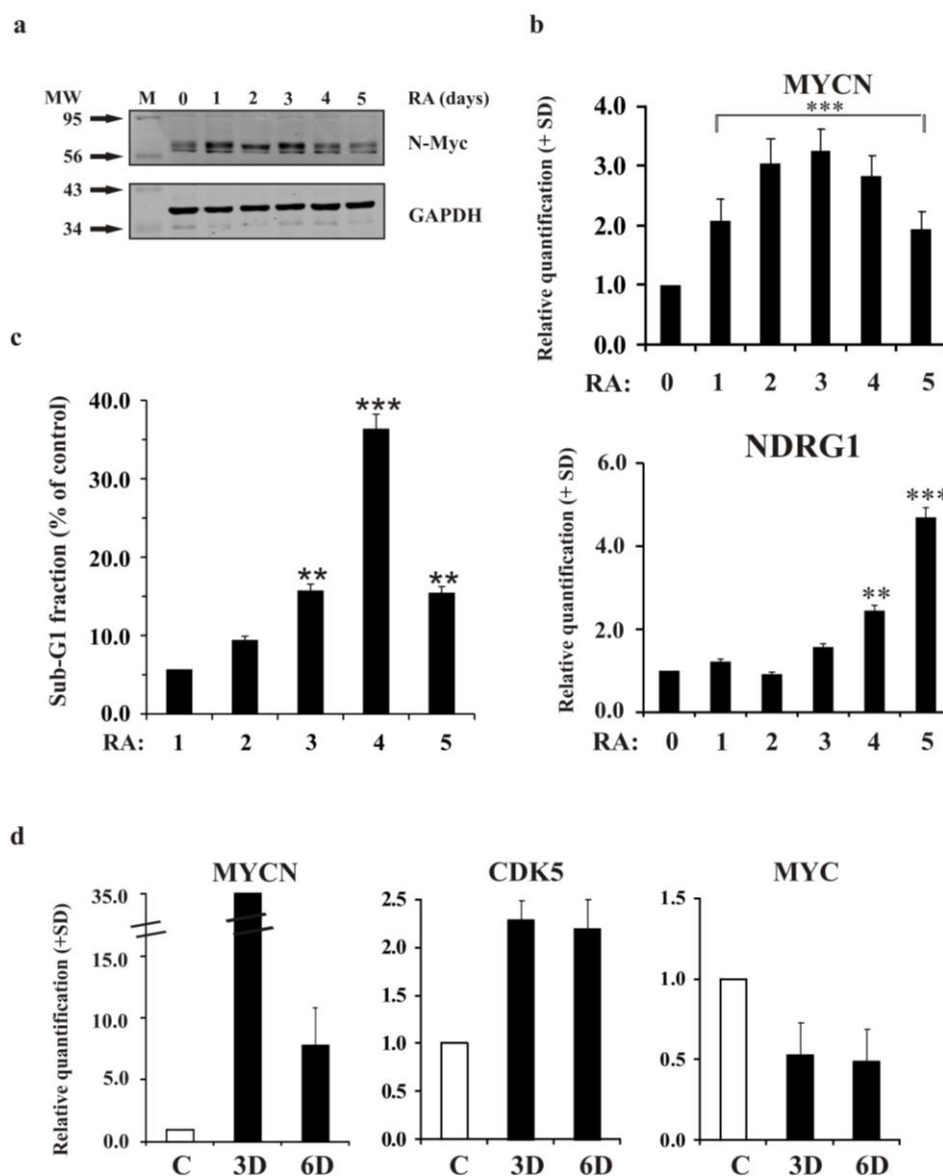 a
MW M 0 1 2 3 4 5 RA (days)
95
N-Myc
56
43
GAPDH
34
b
MYCN
***
Relative quantification (+ SD)
4.0
3.0
2.0
1.0
0.0
RA: 0 1 2 3 4 5
NDRG1
Relative quantification (+ SD)
6.0
4.0
2.0
0.0
** ***
RA: 0 1 2 3 4 5
c
Sub-G1 fraction (% of control)
40.0
30.0
20.0
10.0
0.0
** *** **
RA: 1 2 3 4 5
d
MYCN
Relative quantification (+SD)
35.0
15.0
10.0
5.0
0.0
C 3D 6D
CDK5
2.5
2.0
1.5
1.0
0.5
0.0
C 3D 6D
MYC
1.5
1.0
0.5
0.0
C 3D 6D